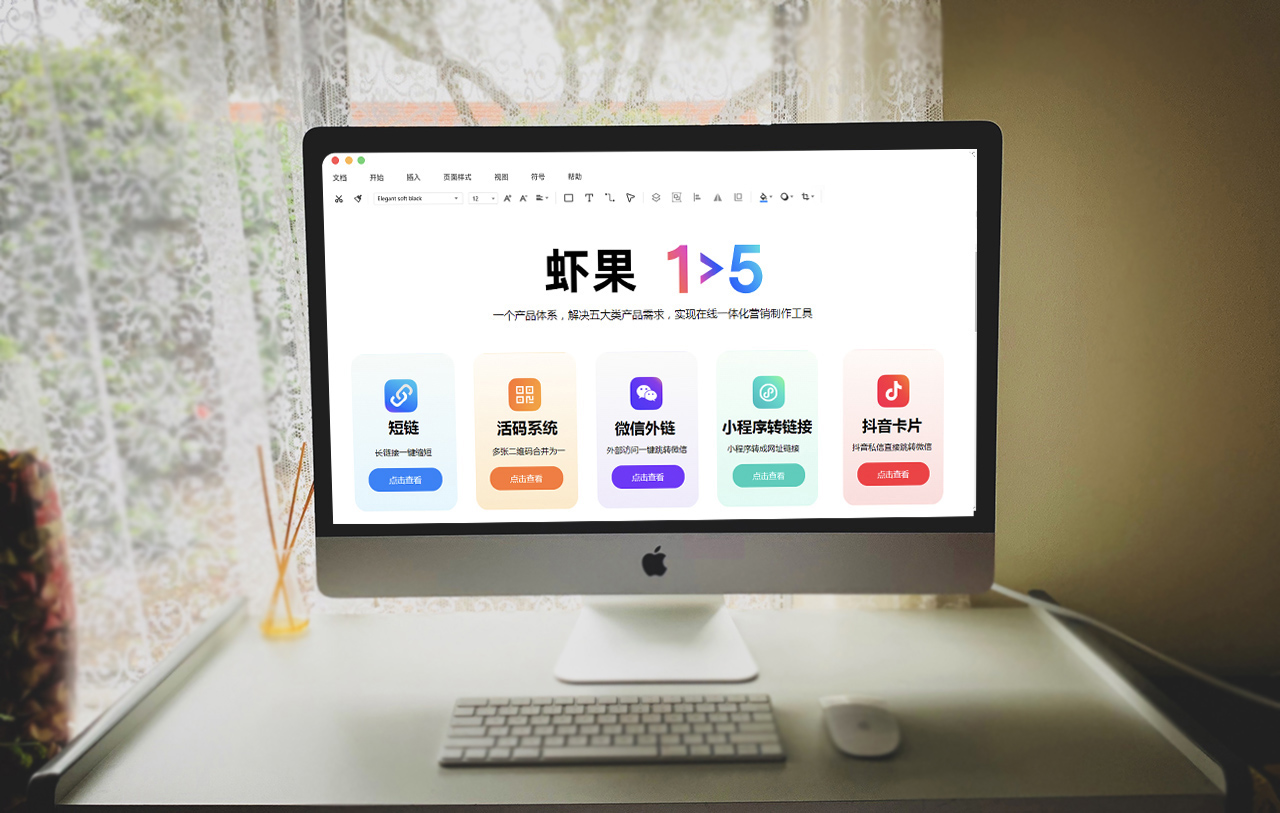 文档 开始 插入 页面样式 视图 符号 帮助
Elegant soft black 12
虾果 1>5
一个产品体系，解决五大类产品需求，实现在线一体化营销制作工具
短链 活码系统 微信外链 小程序转链接 抖音卡片
长链接一键缩短 多张二维码合并为一 外部访问一键跳转微信 小程序转成网址链接 抖音私信直接跳转微信
点击查看 点击查看 点击查看 点击查看 点击查看